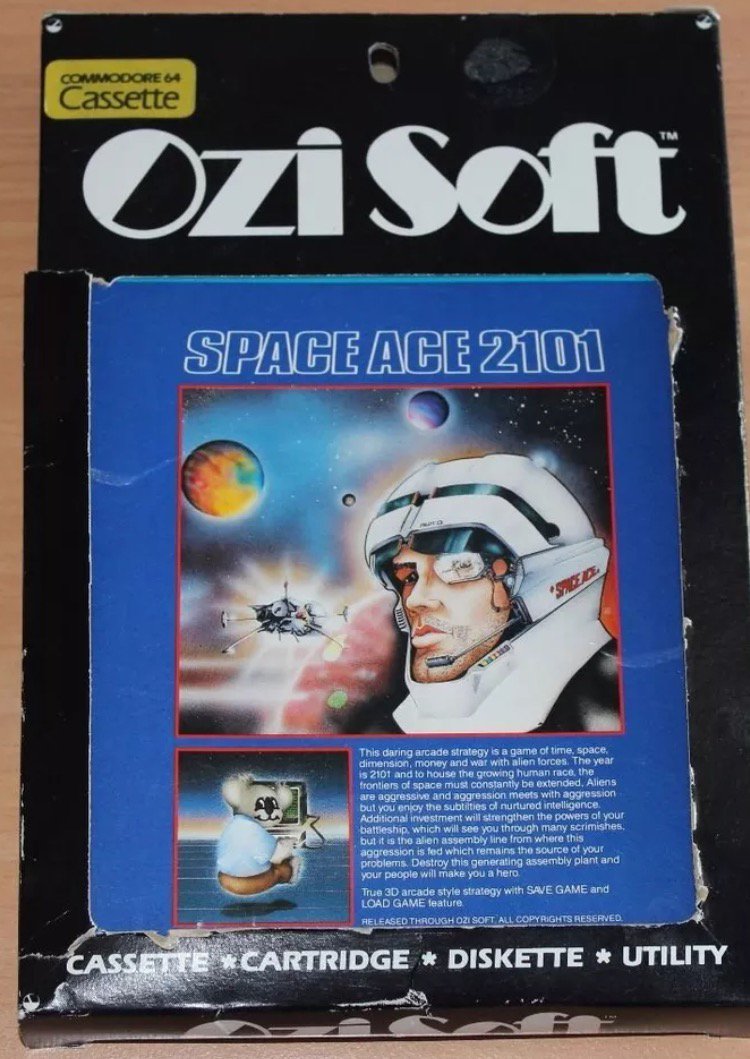 COMMODORE 64
Cassette
Ozi Soft™
SPACE ACE 2101
PILOT
SPACE ACE
This daring arcade strategy is a game of time, space,
dimension, money and war with alien forces. The year
is 2101 and to house the growing human race, the
frontiers of space must constantly be extended. Aliens
are aggressive and aggression meets with aggression
but you enjoy the subtilties of nurtured intelligence.
Additional investment will strengthen the powers of your
battleship, which will see you through many scrimishes,
but it is the alien assembly line from where this
aggression is fed which remains the source of your
problems. Destroy this generating assembly plant and
your people will make you a hero.
True 3D arcade style strategy with SAVE GAME and
LOAD GAME feature.
RELEASED THROUGH OZI SOFT. ALL COPYRIGHTS RESERVED.
CASSETTE * CARTRIDGE * DISKETTE * UTILITY
Ozi Soft